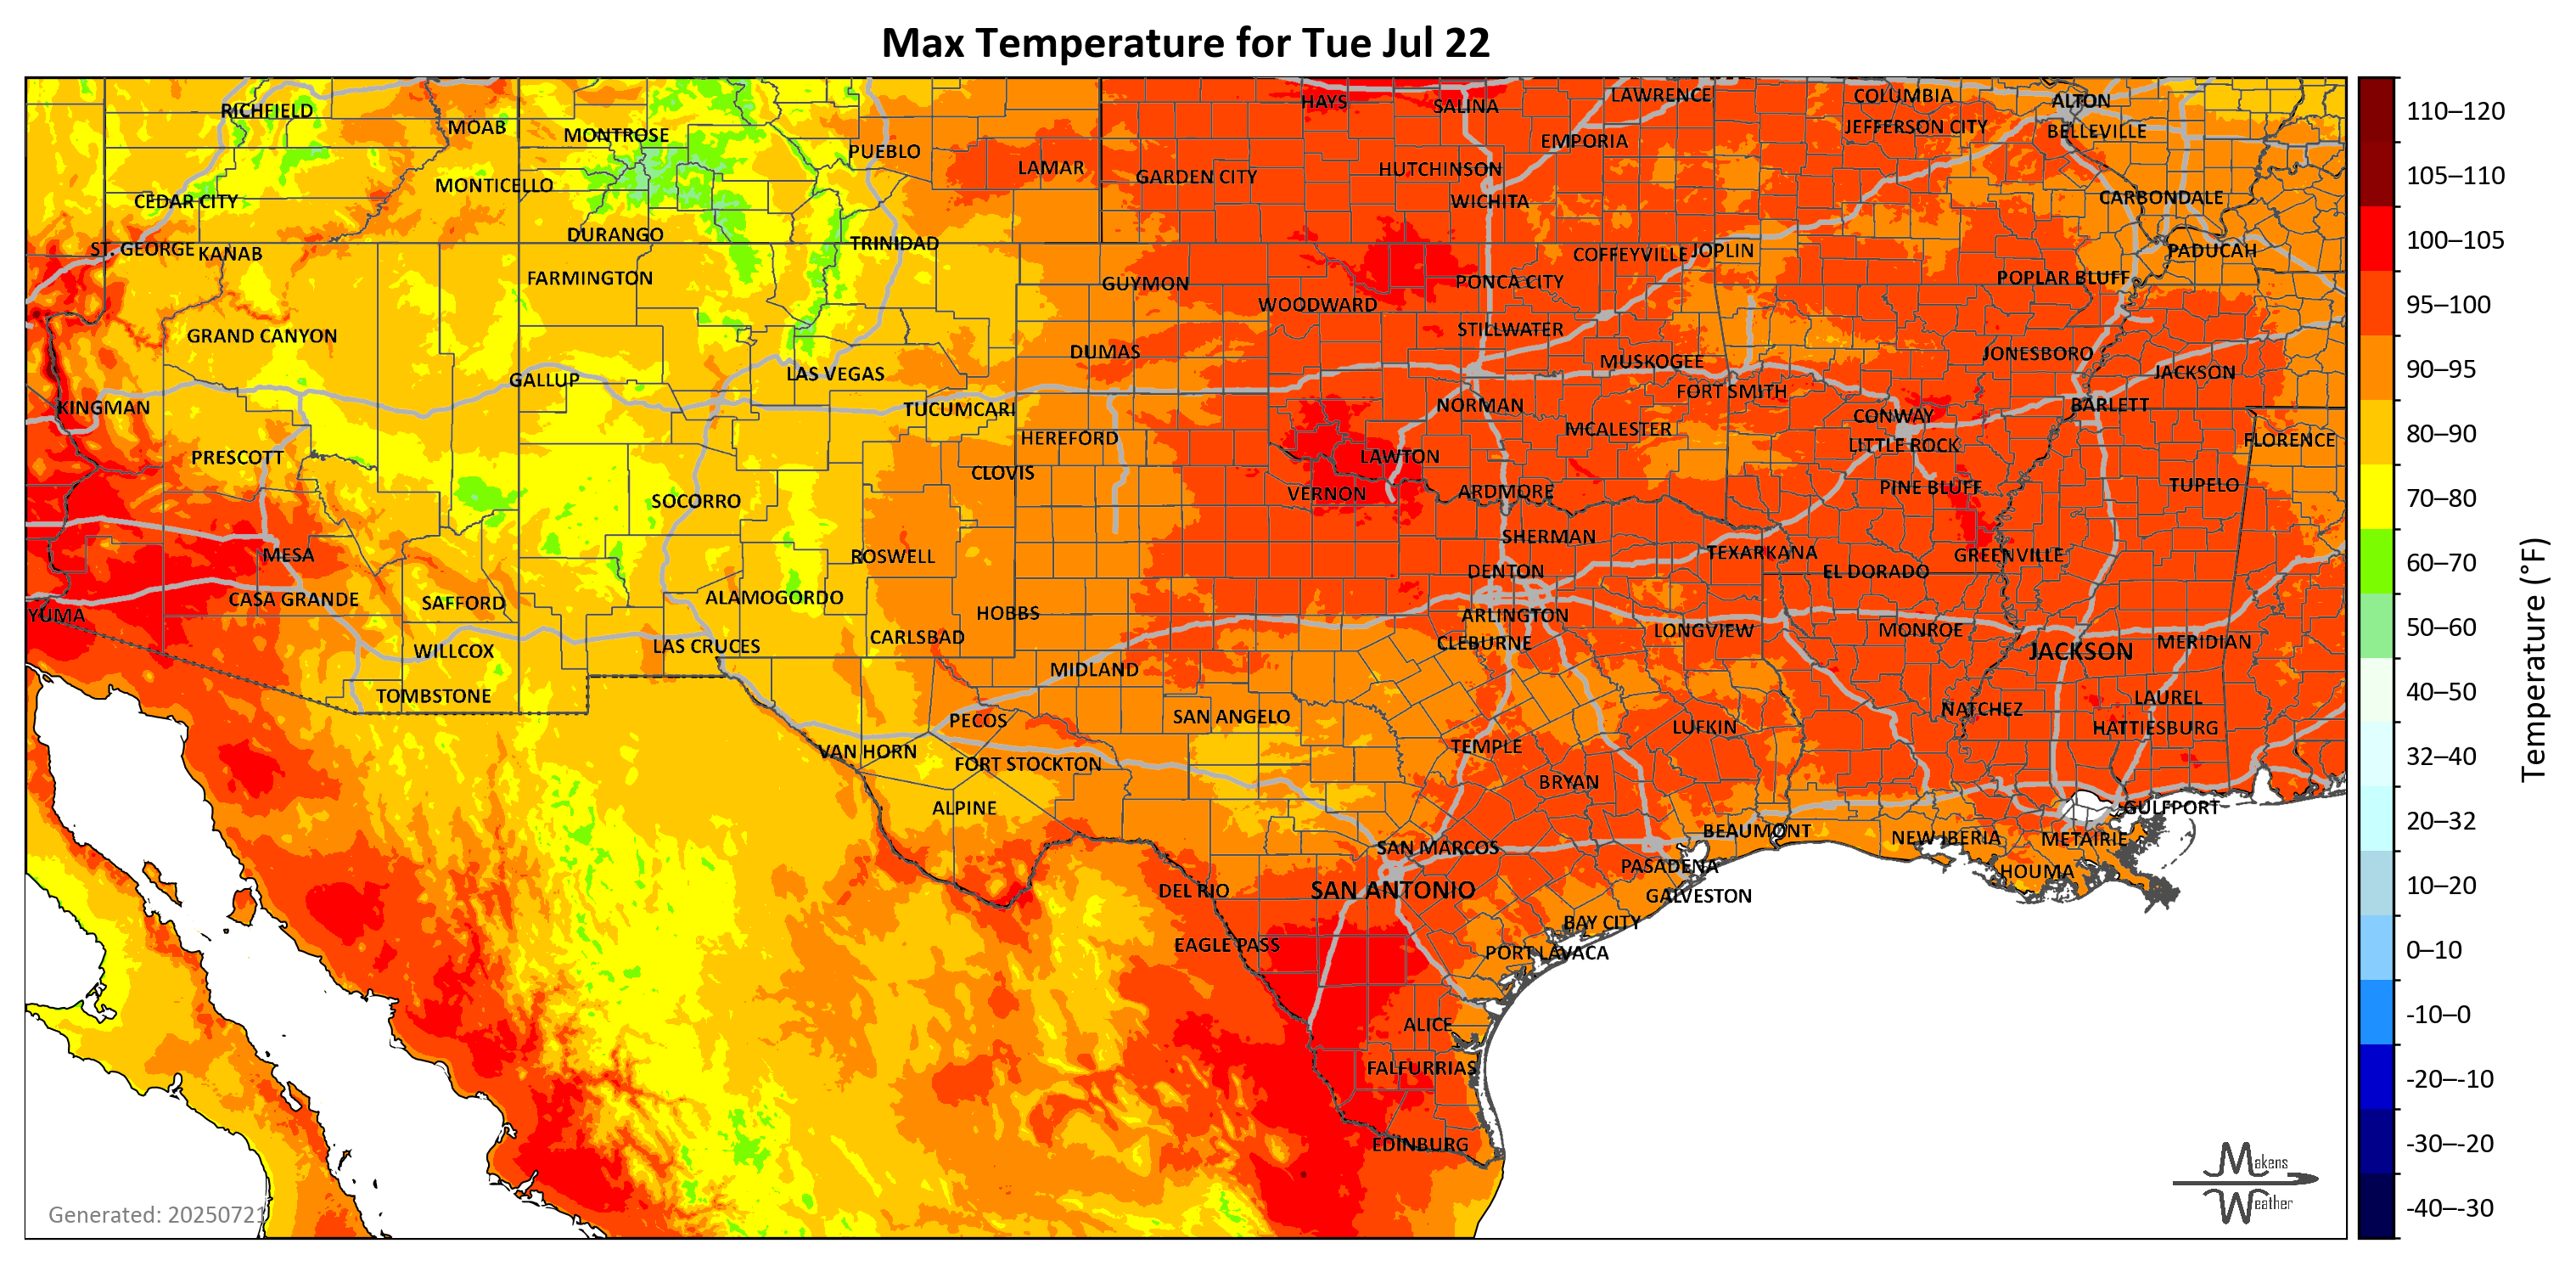 Max Temperature for Tue Jul 22
RICHFIELD
MOAB
MONTROSE
PUEBLO
LAMAR
HAYS
SALINA
LAWRENCE
COLUMBIA
ALTON
EMPORIA
JEFFERSON CITY
BELLEVILLE
CEDAR CITY
MONTICELLO
GARDEN CITY
HUTCHINSON
WICHITA
CARBONDALE
ST. GEORGE
KANAB
DURANGO
TRINIDAD
COFFEYVILLE
JOPLIN
PADUCAH
FARMINGTON
GUYMON
PONCA CITY
POPLAR BLUFF
WOODWARD
GRAND CANYON
STILLWATER
DUMAS
MUSKOGEE
JONESBORO
GALLUP
LAS VEGAS
FORT SMITH
JACKSON
KINGMAN
TUCUMCARI
NORMAN
CONWAY
BARLETT
HEREFORD
MCALESTER
LITTLE ROCK
FLORENCE
PRESCOTT
CLOVIS
LAWTON
SOCORRO
VERNON
ARDMORE
PINE BLUFF
TUPELO
MESA
ROSWELL
SHERMAN
TEXARKANA
GREENVILLE
DENTON
EL DORADO
YUMA
CASA GRANDE
SAFFORD
ALAMOGORDO
HOBBS
ARLINGTON
WILLCOX
LAS CRUCES
CARLSBAD
CLEBURNE
LONGVIEW
MONROE
JACKSON
MERIDIAN
MIDLAND
TOMBSTONE
PECOS
SAN ANGELO
LUFKIN
NATCHEZ
LAUREL
HATTIESBURG
VAN HORN
FORT STOCKTON
TEMPLE
ALPINE
BRYAN
GULFPORT
SAN MARCOS
BEAUMONT
NEW IBERIA
METAIRIE
DEL RIO
SAN ANTONIO
PASADENA
HOUMA
GALVESTON
EAGLE PASS
BAY CITY
PORT LAVACA
ALICE
FALFURRIAS
EDINBURG
Generated: 20250721
Makens
Weather
110–120
105–110
100–105
95–100
90–95
80–90
70–80
60–70
50–60
40–50
32–40
20–32
10–20
0–10
-10–0
-20–-10
-30–-20
-40–-30
Temperature (°F)